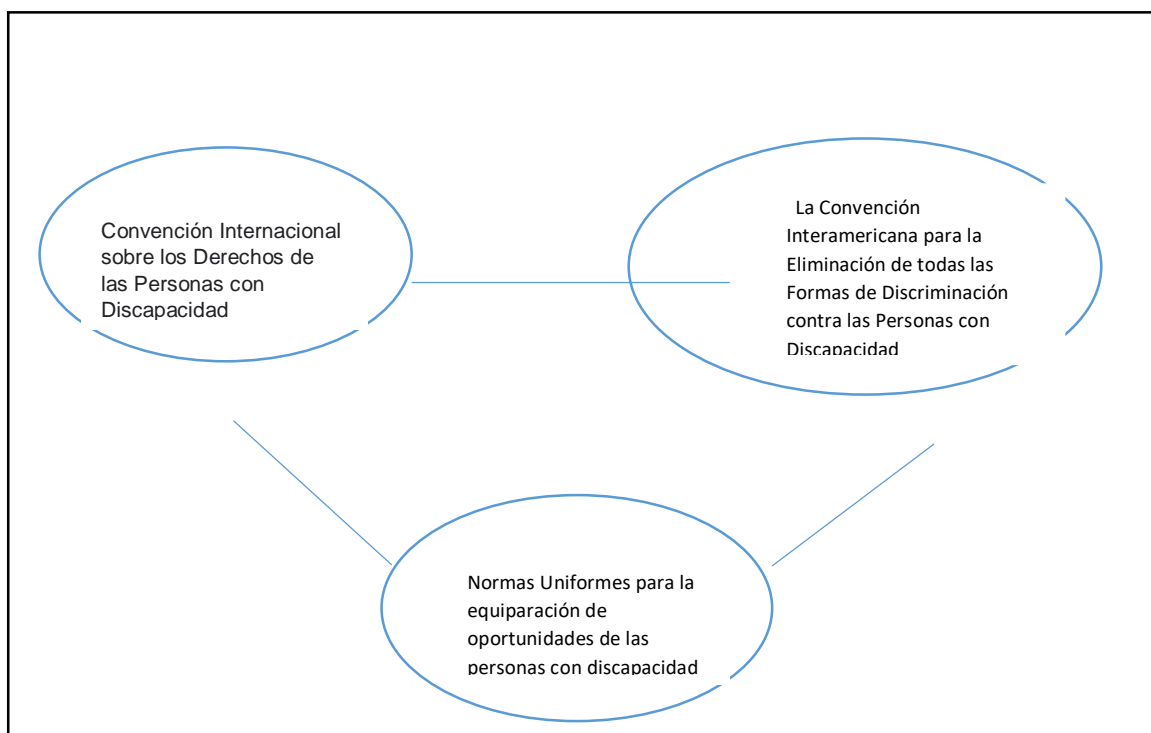 Convención Internacional
sobre los Derechos de
las Personas con
Discapacidad
La Convención
Interamericana para la
Eliminación de todas las
Formas de Discriminación
contra las Personas con
Discapacidad
Normas Uniformes para la
equiparación de
oportunidades de las
personas con discapacidad